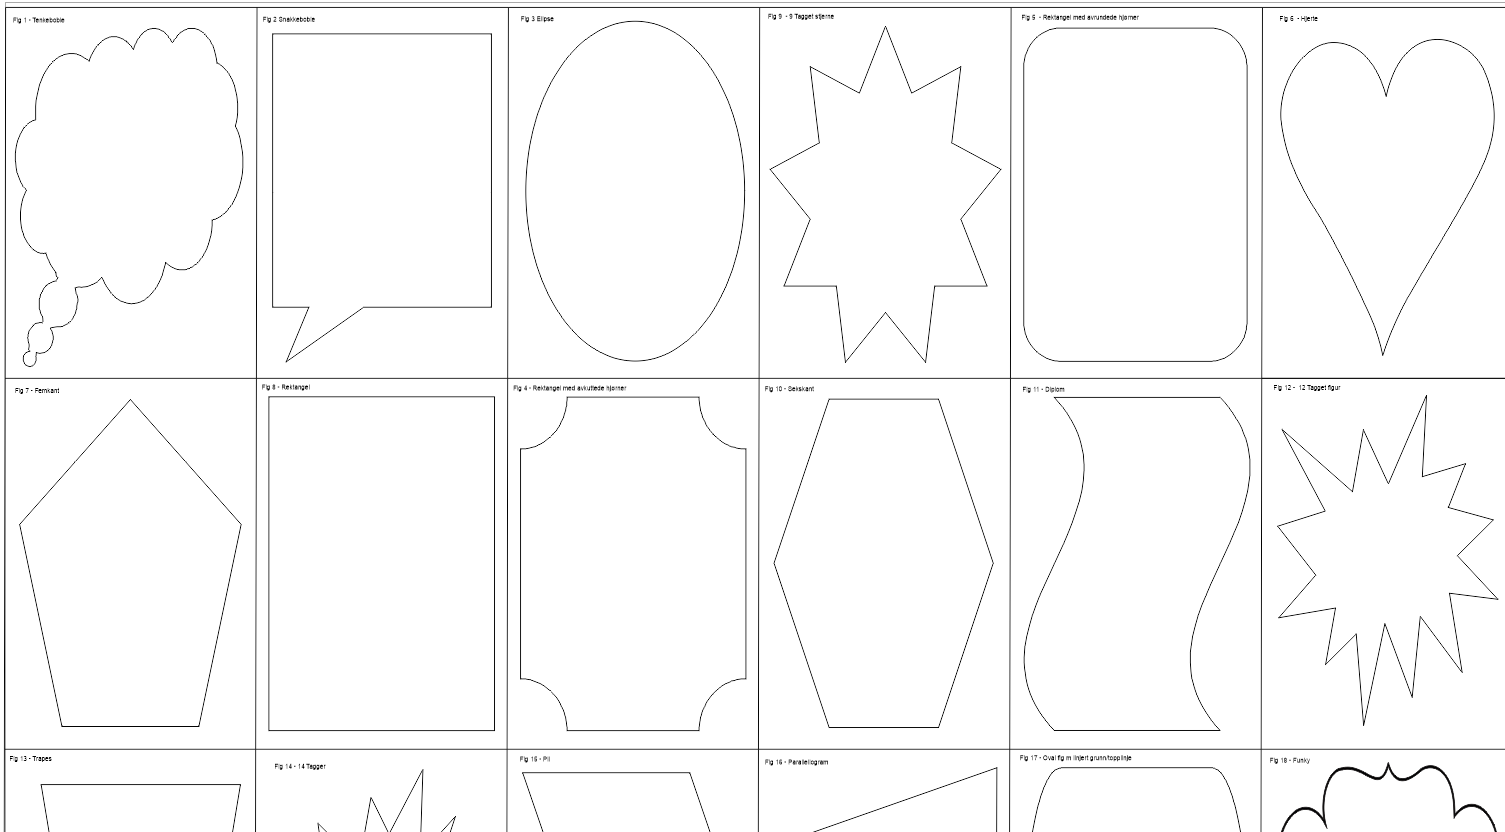 Fig 1 - Tenkeboble
Fig 2 Snakkeboble
Fig 3 Elipse
Fig 9 - 9 Tagget stjerne
Fig 5 - Rektangel med avrundede hjørner
Fig 6 - Hjerte
Fig 7 - Femkant
Fig 8 - Rektangel
Fig 4 - Rektangel med avkuttede hjørner
Fig 10 - Sekskant
Fig 11 - Diplom
Fig 12 - 12 Tagget figur
Fig 13 - Trapes
Fig 14 - 14 Tagger
Fig 15 - Pil
Fig 16 - Parallellogram
Fig 17 - Oval fig m linjert grunn/topplinje
Fig 18 - Funky